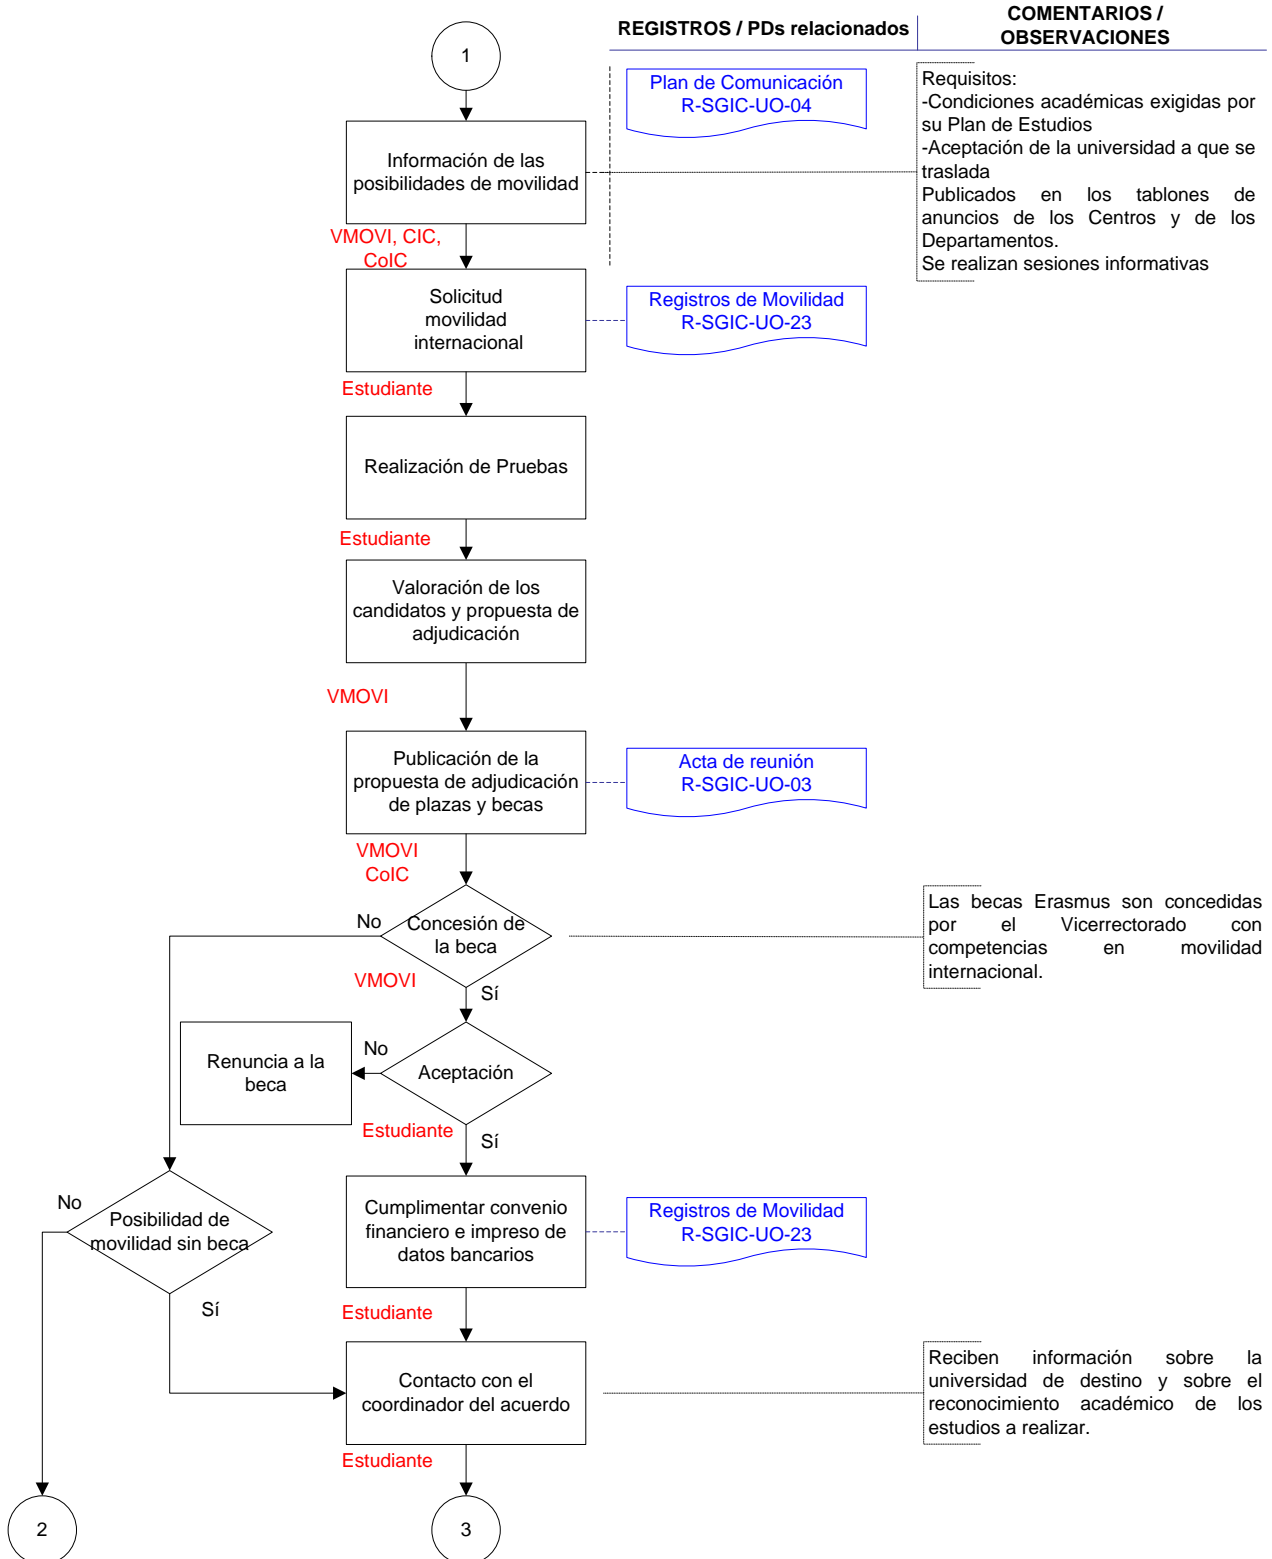 REGISTROS / PDs relacionados
COMENTARIOS /
OBSERVACIONES
1
Plan de Comunicación
R-SGIC-UO-04
Requisitos:
-Condiciones académicas exigidas por
su Plan de Estudios
-Aceptación de la universidad a que se
traslada
Publicados en los tablones de
anuncios de los Centros y de los
Departamentos.
Se realizan sesiones informativas
Información de las
posibilidades de movilidad
VMOVI, CIC,
CoIC
Solicitud
movilidad
internacional
Registros de Movilidad
R-SGIC-UO-23
Estudiante
Realización de Pruebas
Estudiante
Valoración de los
candidatos y propuesta de
adjudicación
VMOVI
Publicación de la
propuesta de adjudicación
de plazas y becas
Acta de reunión
R-SGIC-UO-03
VMOVI
CoIC
No
Concesión de
la beca
Las becas Erasmus son concedidas
por el Vicerrectorado con
competencias en movilidad
internacional.
VMOVI
Sí
Renuncia a la
beca
No
Aceptación
Estudiante
Sí
No
Posibilidad de
movilidad sin beca
Sí
Cumplimentar convenio
financiero e impreso de
datos bancarios
Registros de Movilidad
R-SGIC-UO-23
Estudiante
Contacto con el
coordinador del acuerdo
Reciben información sobre la
universidad de destino y sobre el
reconocimiento académico de los
estudios a realizar.
Estudiante
2
3